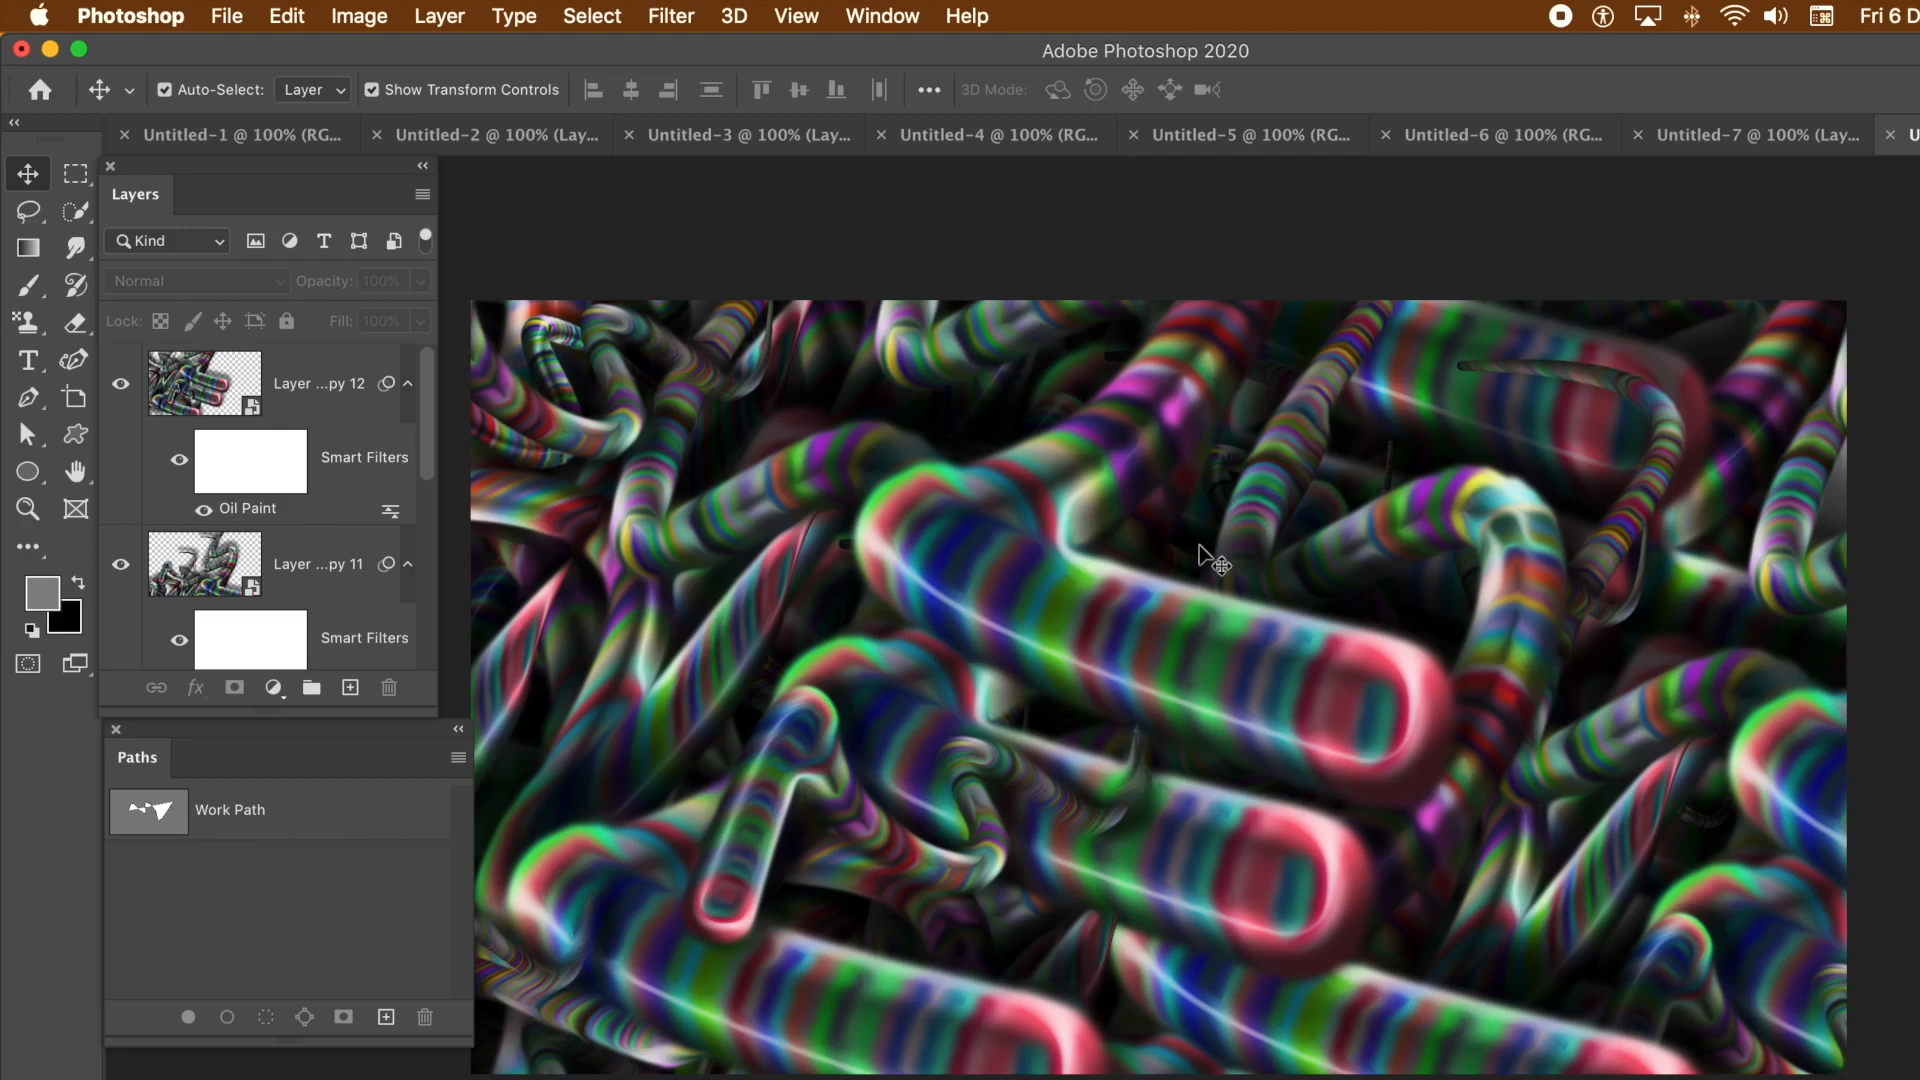 Photoshop File Edit Image Layer Type Select Filter 3D View Window Help Fri 6 D
Adobe Photoshop 2020
Auto-Select: Layer Show Transform Controls 3D Mode:
Untitled-1 @ 100% (RG... Untitled-2 @ 100% (Lay... Untitled-3 @ 100% (Lay... Untitled-4 @ 100% (RG... Untitled-5 @ 100% (RG... Untitled-6 @ 100% (RG... Untitled-7 @ 100% (Lay... U
Layers
Kind
Normal Opacity: 100%
Lock: Fill: 100%
Layer ...py 12
Smart Filters
Oil Paint
Layer ...py 11
Smart Filters
Paths
Work Path